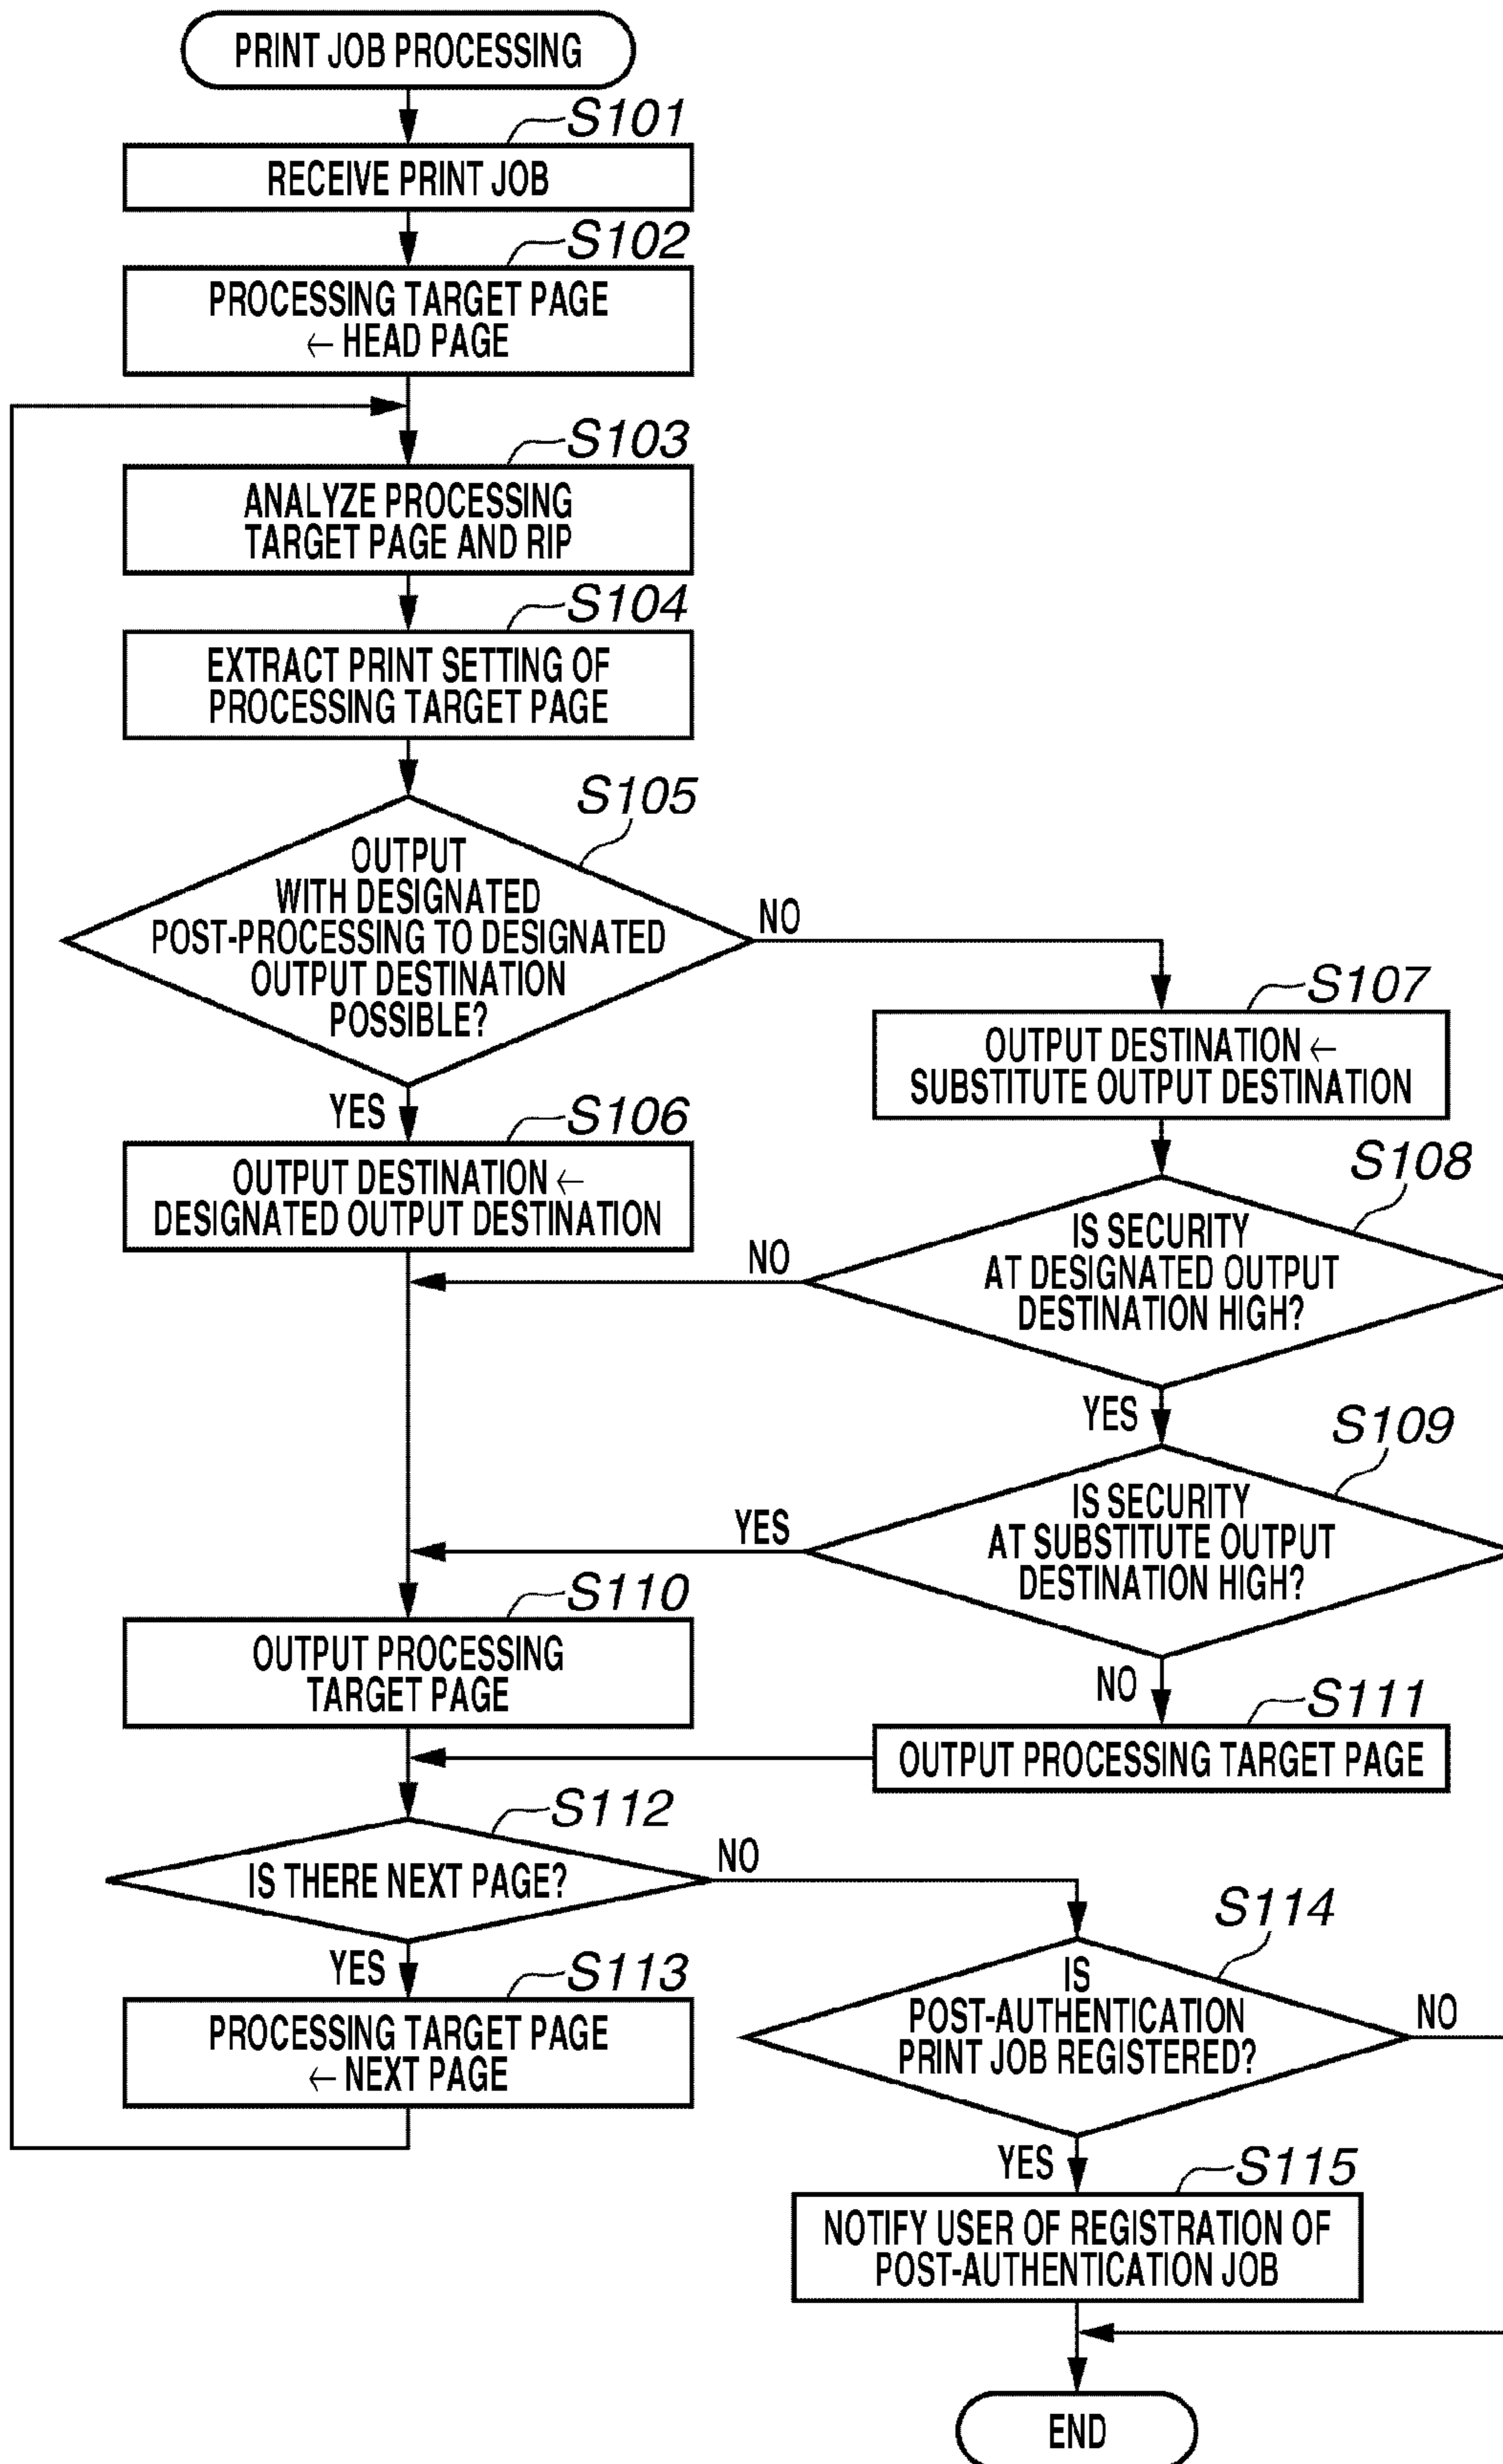 PRINT JOB PROCESSING
S101
RECEIVE PRINT JOB
S102
PROCESSING TARGET PAGE
← HEAD PAGE
S103
ANALYZE PROCESSING
TARGET PAGE AND RIP
S104
EXTRACT PRINT SETTING OF
PROCESSING TARGET PAGE
S105
OUTPUT
WITH DESIGNATED
POST-PROCESSING TO DESIGNATED
OUTPUT DESTINATION
POSSIBLE?
NO
YES
S106
OUTPUT DESTINATION ←
DESIGNATED OUTPUT DESTINATION
S107
OUTPUT DESTINATION ←
SUBSTITUTE OUTPUT DESTINATION
S108
IS SECURITY
AT DESIGNATED OUTPUT
DESTINATION HIGH?
NO
YES
S109
IS SECURITY
AT SUBSTITUTE OUTPUT
DESTINATION HIGH?
YES
NO
S110
OUTPUT PROCESSING
TARGET PAGE
S111
OUTPUT PROCESSING TARGET PAGE
S112
IS THERE NEXT PAGE?
NO
YES
S113
PROCESSING TARGET PAGE
← NEXT PAGE
S114
IS
POST-AUTHENTICATION
PRINT JOB REGISTERED?
NO
YES
S115
NOTIFY USER OF REGISTRATION OF
POST-AUTHENTICATION JOB
END